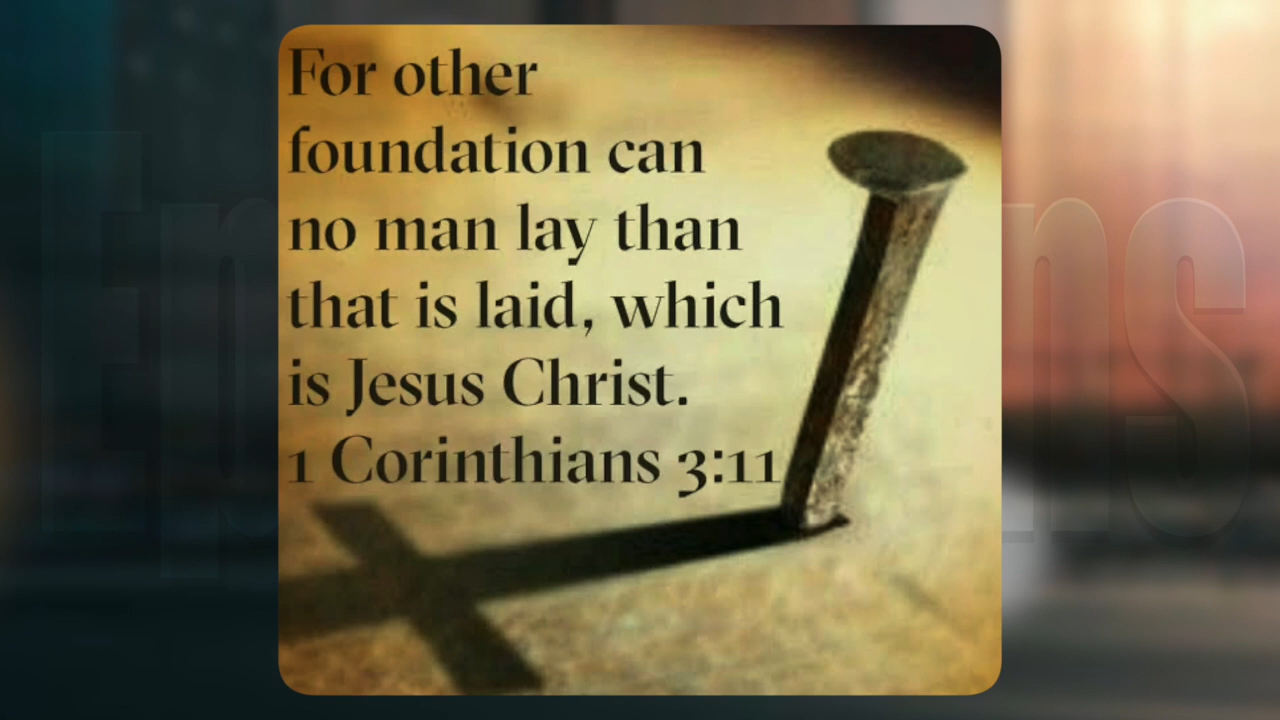 For other
foundation can
no man lay than
that is laid, which
is Jesus Christ.
1 Corinthians 3:11